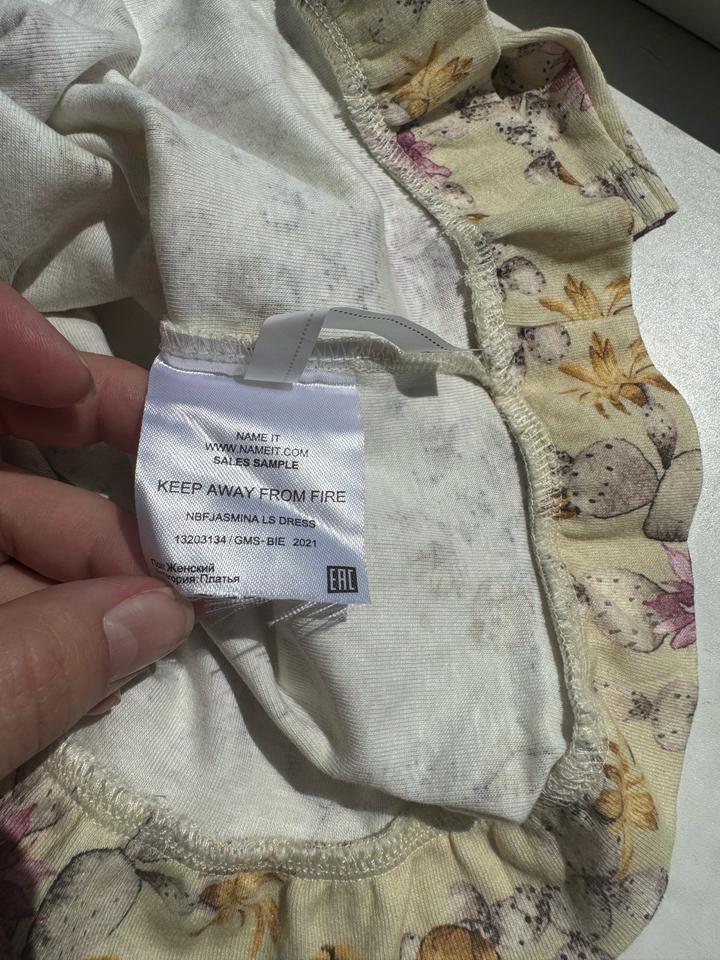 NAME IT
WWW.NAMEIT.COM
SALES SAMPLE
KEEP AWAY FROM FIRE
NBFJASMINA LS DRESS
13203134 / GMS-BIE 2021
Женский
Платья
EAC